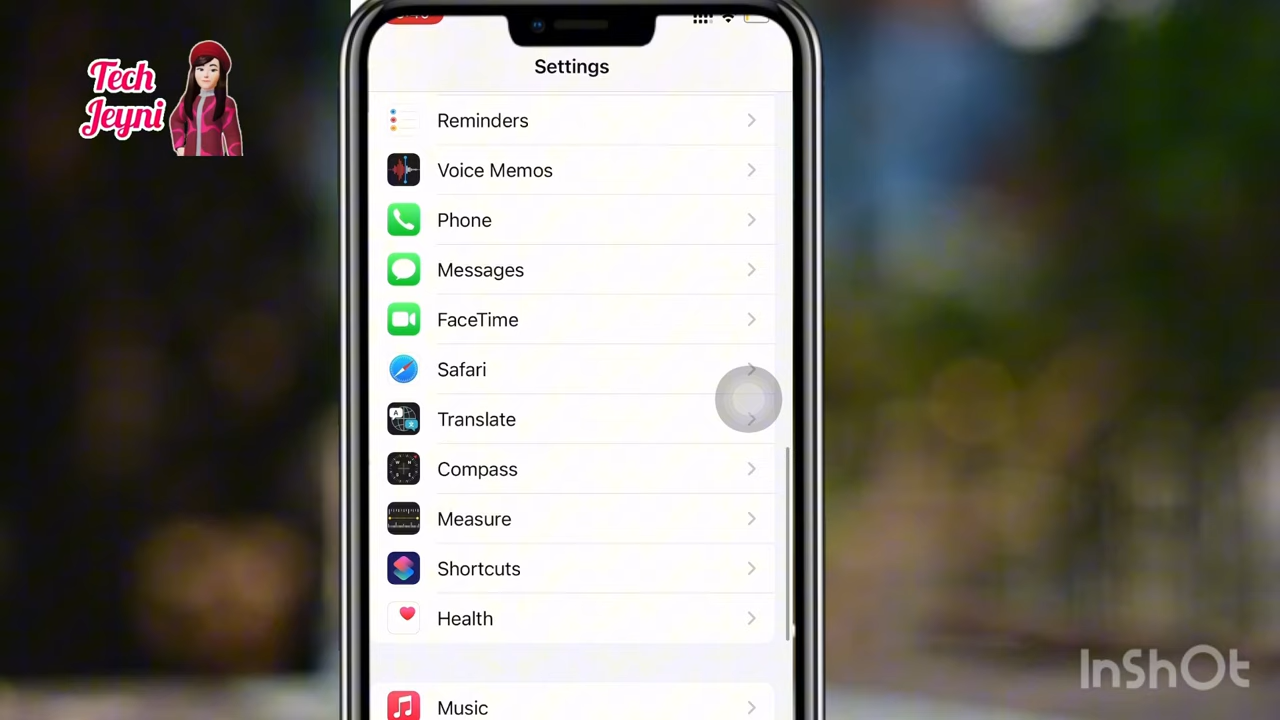 Tech
Jeyni
Settings
Reminders
Voice Memos
Phone
Messages
FaceTime
Safari
Translate
Compass
Measure
Shortcuts
Health
Music
InShOt